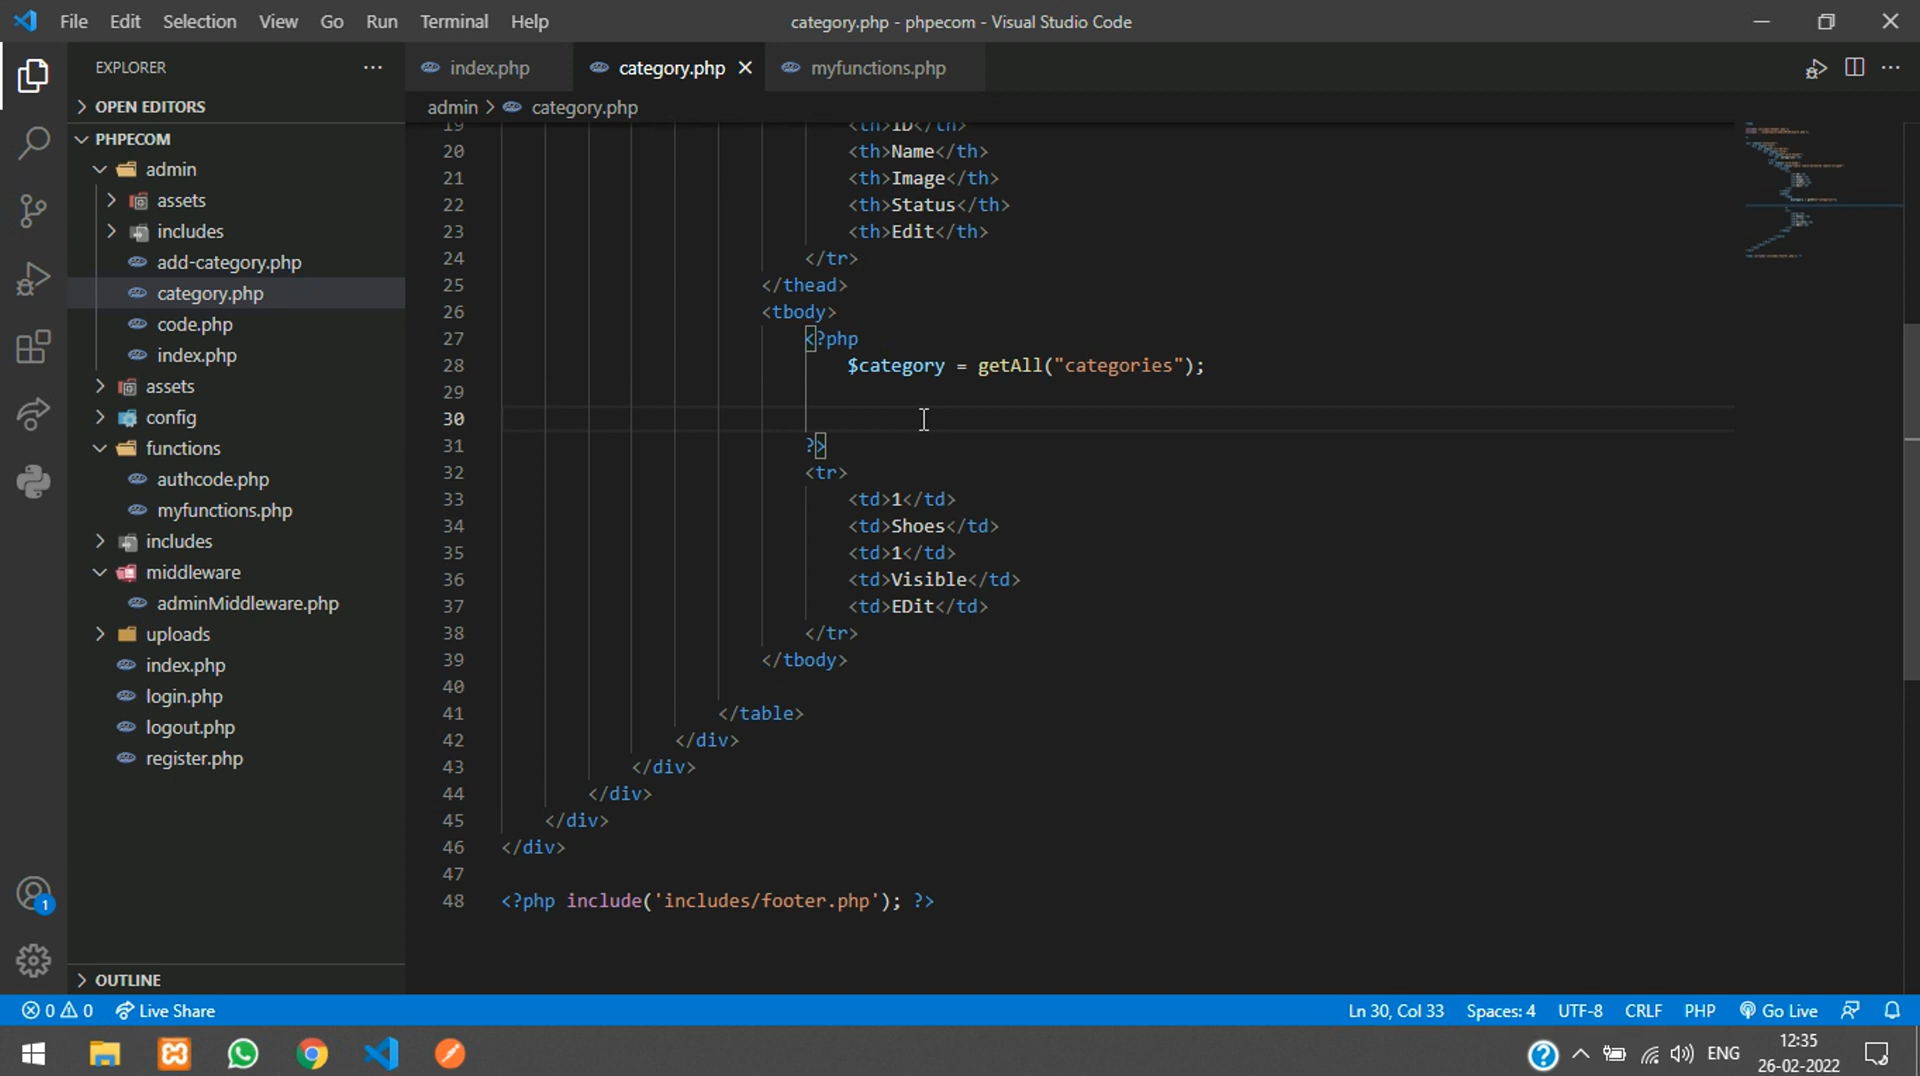 File Edit Selection View Go Run Terminal Help
category.php - phpecom - Visual Studio Code
EXPLORER
OPEN EDITORS
PHPECOM
admin
assets
includes
add-category.php
category.php
code.php
index.php
assets
config
functions
authcode.php
myfunctions.php
includes
middleware
adminMiddleware.php
uploads
index.php
login.php
logout.php
register.php
OUTLINE
index.php category.php myfunctions.php
admin > category.php
19 <th>ID</th>
20 <th>Name</th>
21 <th>Image</th>
22 <th>Status</th>
23 <th>Edit</th>
24 </tr>
25 </thead>
26 <tbody>
27 <?php
28 $category = getAll("categories");
29
30
31 ?>
32 <tr>
33 <td>1</td>
34 <td>Shoes</td>
35 <td>1</td>
36 <td>Visible</td>
37 <td>EDit</td>
38 </tr>
39 </tbody>
40
41 </table>
42 </div>
43 </div>
44 </div>
45 </div>
46 </div>
47
48 <?php include('includes/footer.php'); ?>
1
0 0 Live Share
Ln 30, Col 33 Spaces: 4 UTF-8 CRLF PHP Go Live
ENG
12:35
26-02-2022